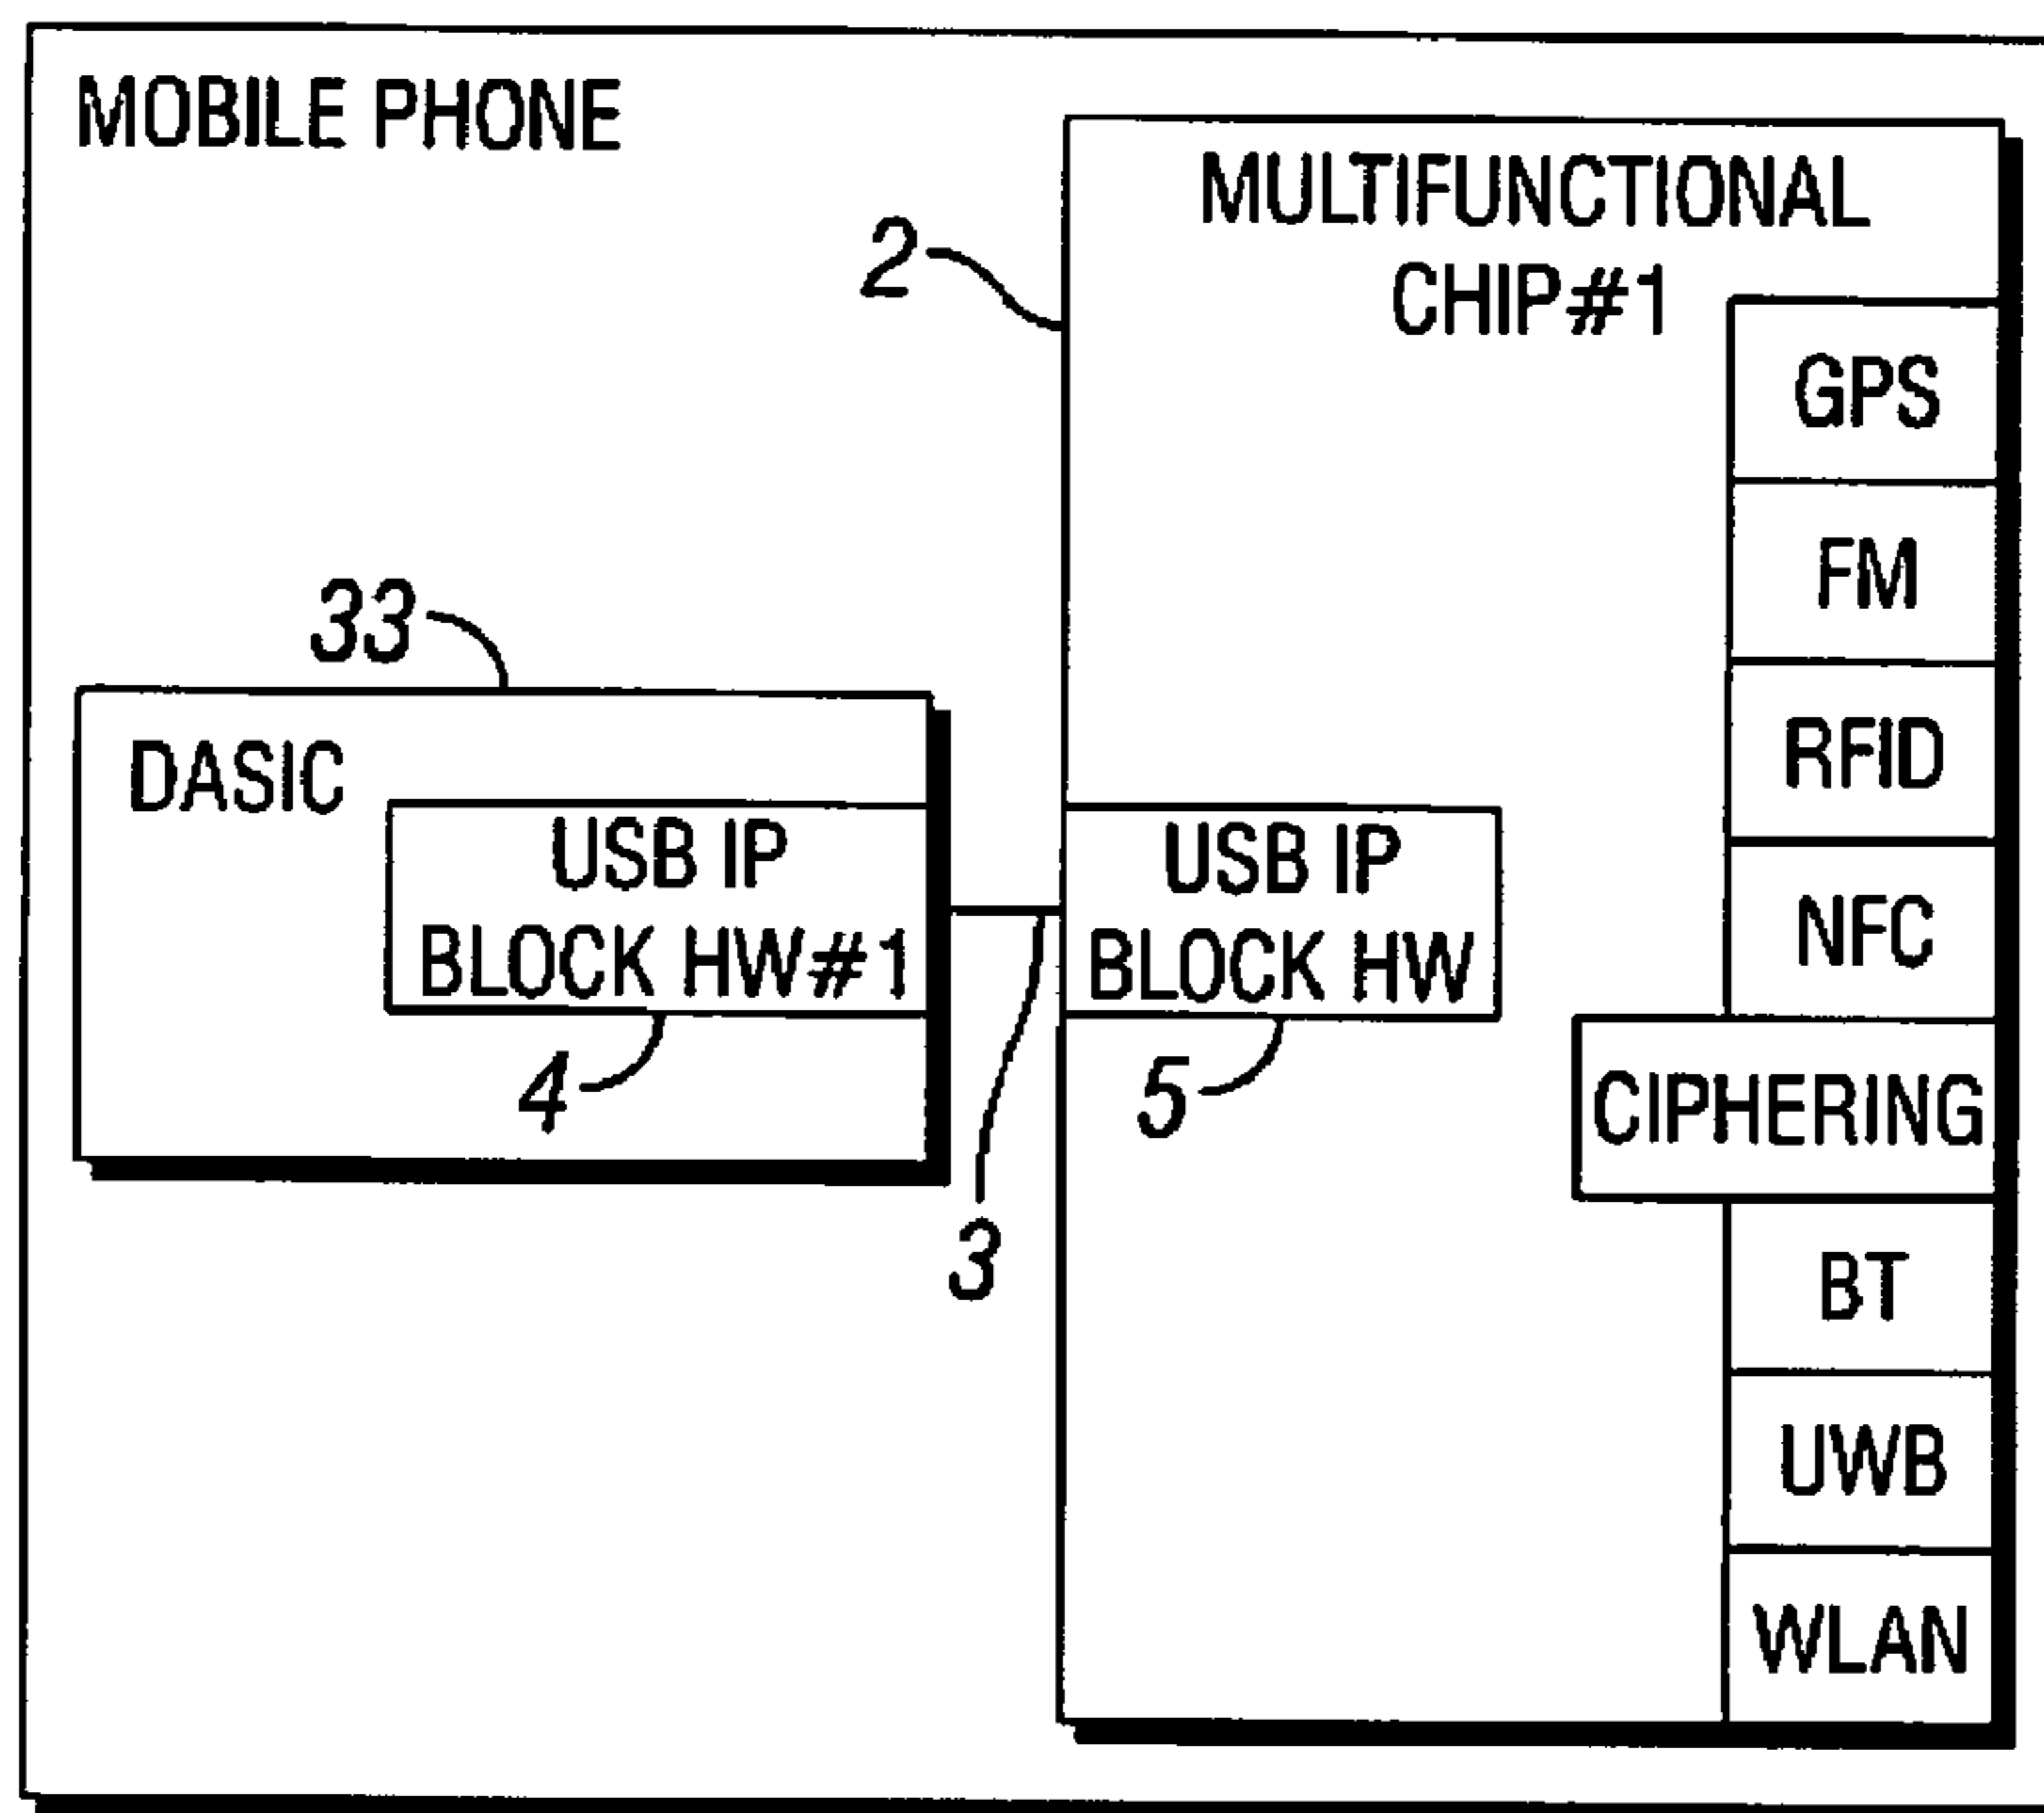 MOBILE PHONE
MULTIFUNCTIONAL
CHIP#1
2
GPS
FM
RFID
NFC
CIPHERING
BT
UWB
WLAN
33
DASIC
USB IP
BLOCK HW#1
4
3
USB IP
BLOCK HW
5